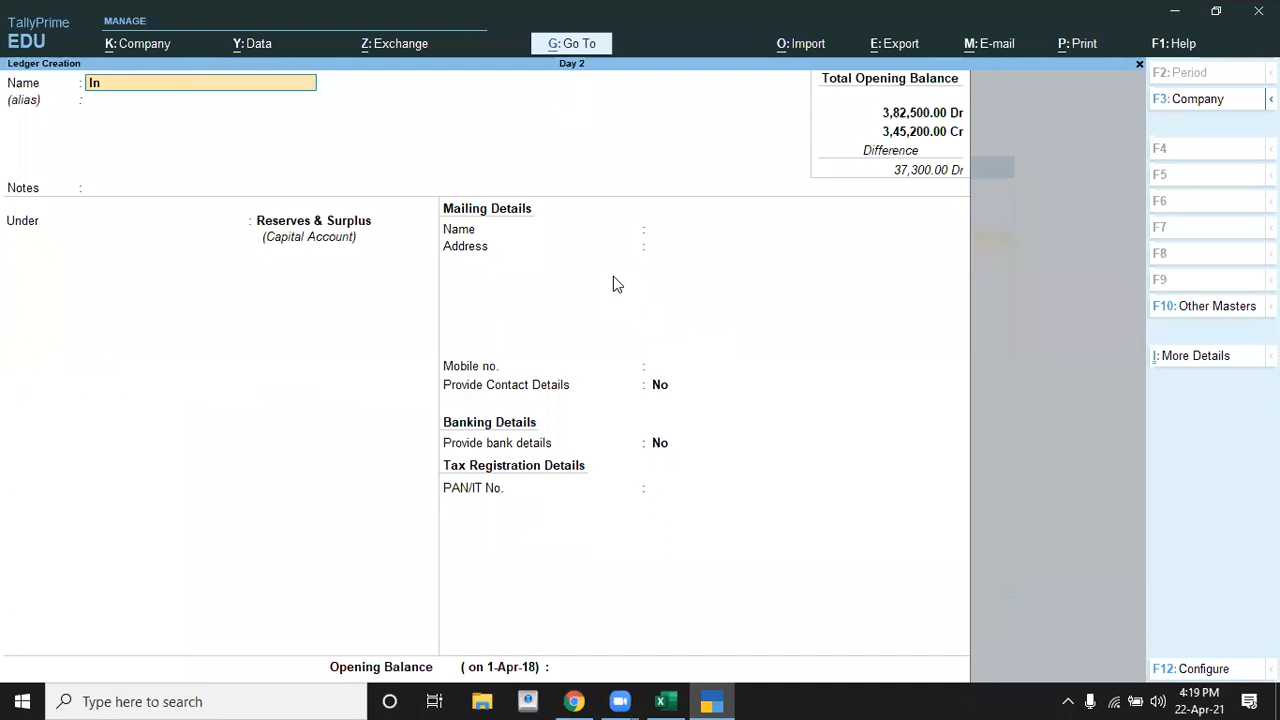 TallyPrime
EDU
MANAGE
K: Company
Y: Data
Z: Exchange
G: Go To
O: Import
E: Export
M: E-mail
P: Print
F1: Help
Ledger Creation
Day 2
Name : In
(alias) :
Notes :
Total Opening Balance
3,82,500.00 Dr
3,45,200.00 Cr
Difference
37,300.00 Dr
Under : Reserves & Surplus
(Capital Account)
Mailing Details
Name :
Address :
Mobile no. :
Provide Contact Details : No
Banking Details
Provide bank details : No
Tax Registration Details
PAN/IT No. :
Opening Balance ( on 1-Apr-18) :
F2: Period
F3: Company
F4
F5
F6
F7
F8
F9
F10: Other Masters
I: More Details
F12: Configure
Type here to search
4:19 PM
22-Apr-21